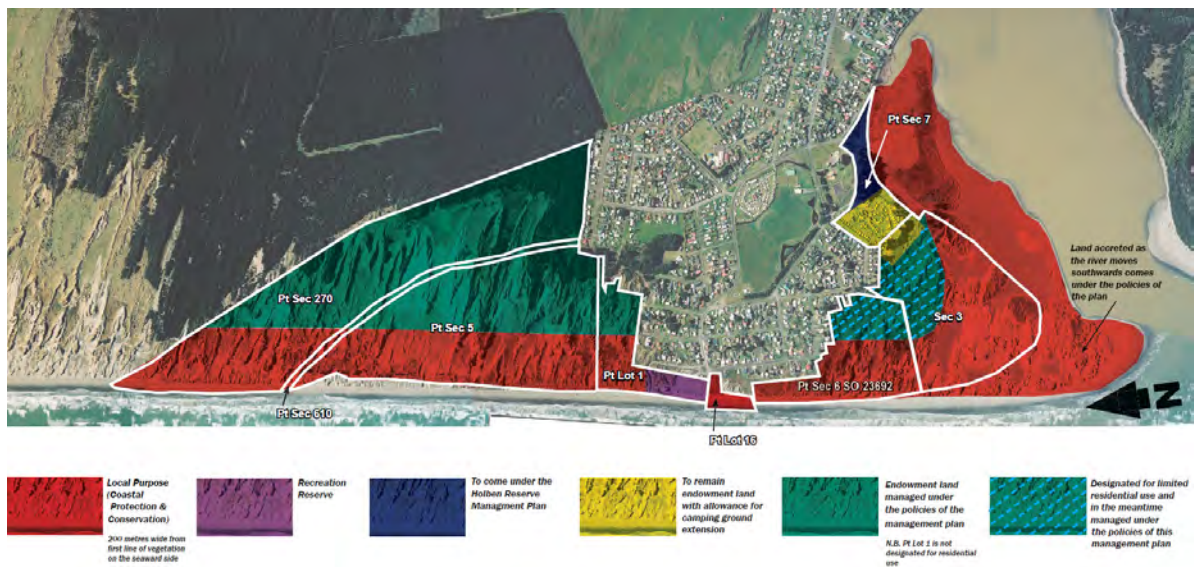 Pt Sec 7
Land accreted as
the river moves
southwards comes
under the policies of
the plan
Pt Sec 270
Pt Sec 5
Sec 3
Pt Lot 1
Pt Sec 6 SO 23692
Pt Sec 610
Pt Lot 16
N
Local Purpose
(Coastal
Protection &
Conservation)
200 metres wide from
first line of vegetation
on the seaward side
Recreation
Reserve
To come under the
Holben Reserve
Managment Plan
To remain
endowment land
with allowance for
camping ground
extension
Endowment land
managed under
the policies of the
management plan
N.B. Pt Lot 1 is not
designated for residential
use
Designated for limited
residential use and
in the meantime
managed under
the policies of this
management plan